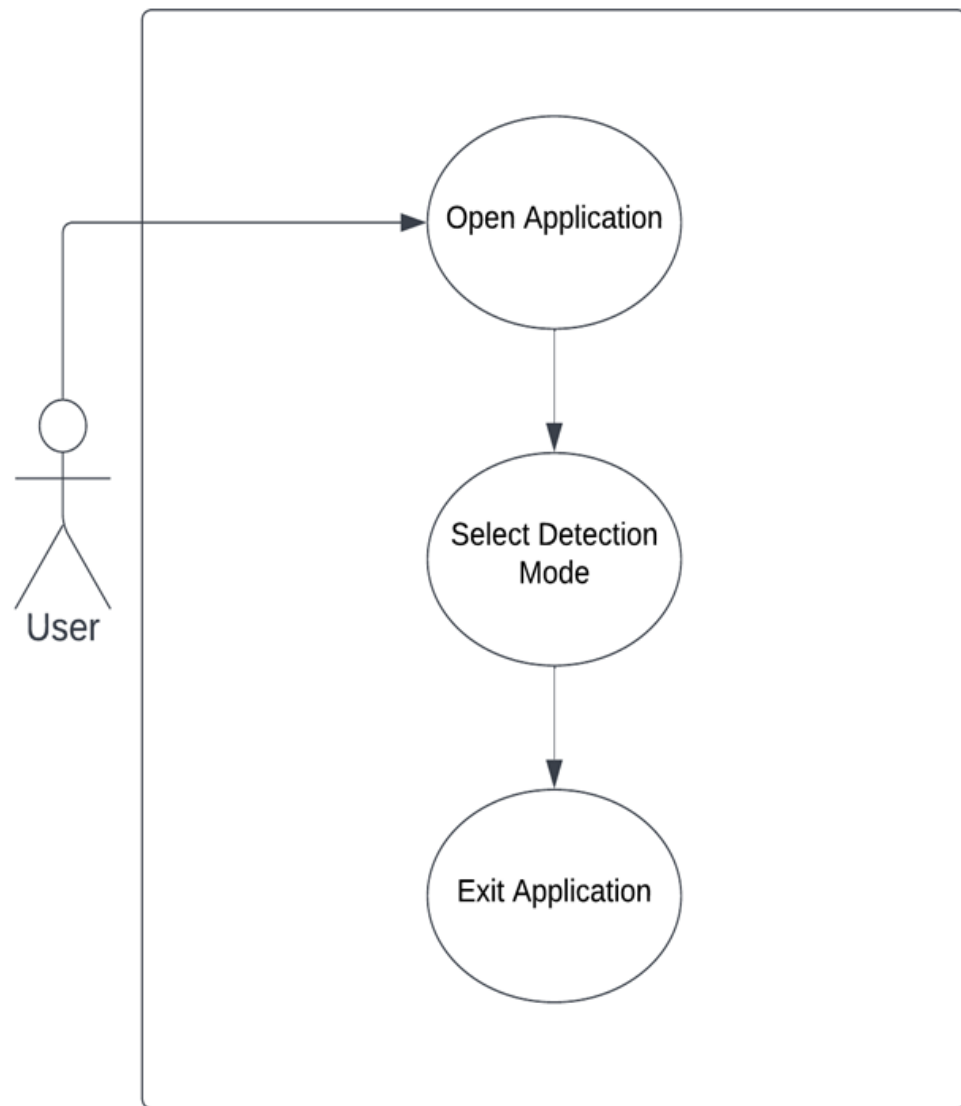 Open Application
Select Detection
Mode
User
Exit Application